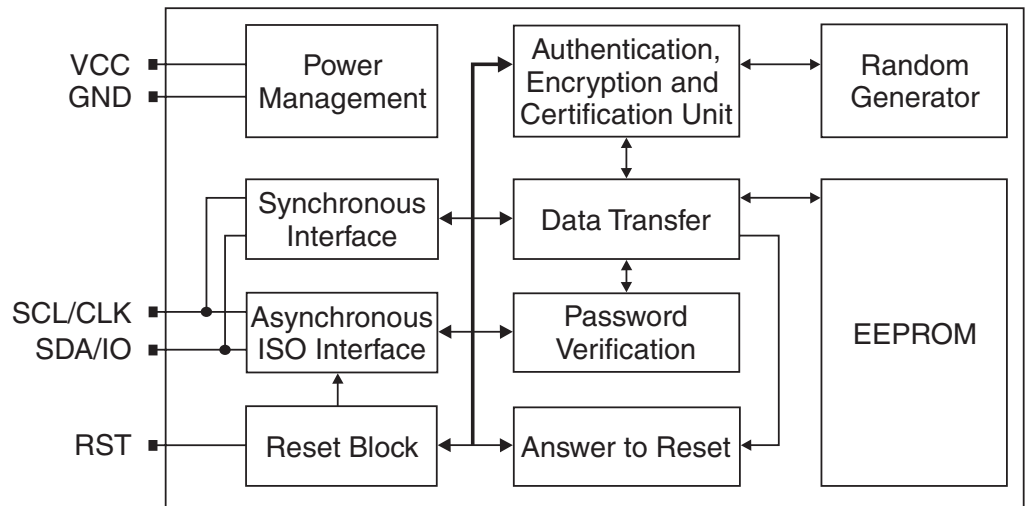 VCC
GND
Power
Management
Authentication,
Encryption and
Certification Unit
Random
Generator
Synchronous
Interface
Data Transfer
SCL/CLK
SDA/IO
Asynchronous
ISO Interface
Password
Verification
EEPROM
RST
Reset Block
Answer to Reset